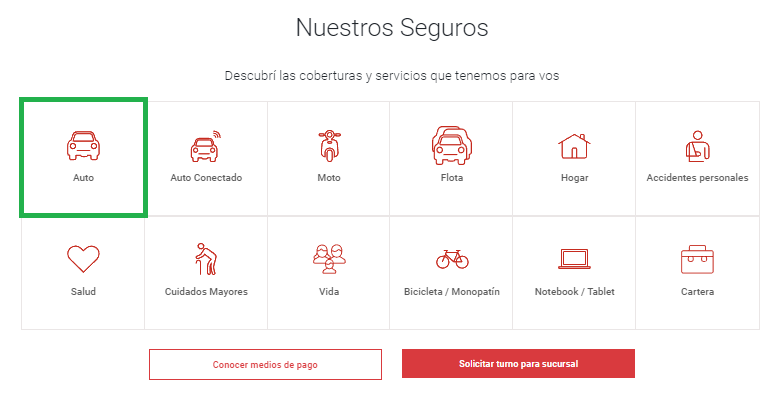 Nuestros Seguros
Descubrí las coberturas y servicios que tenemos para vos
Auto
Auto Conectado
Moto
Flota
Hogar
Accidentes personales
Salud
Cuidados Mayores
Vida
Bicicleta / Monopatín
Notebook / Tablet
Cartera
Conocer medios de pago
Solicitar turno para sucursal